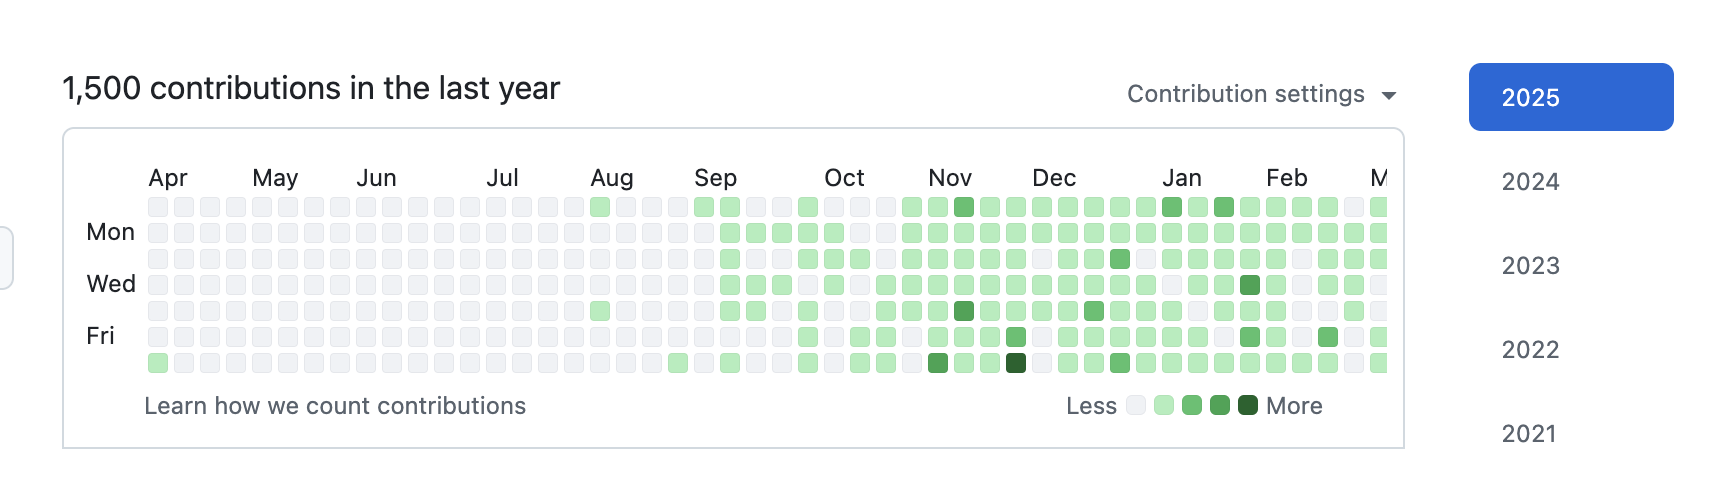 1,500 contributions in the last year
Contribution settings
2025
2024
2023
2022
2021
Apr May Jun Jul Aug Sep Oct Nov Dec Jan Feb M
Mon
Wed
Fri
Learn how we count contributions
Less More